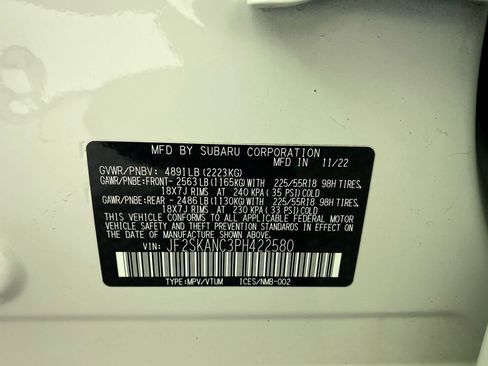 MFD BY SUBARU CORPORATION
MFD IN 11/22
GVWR/PNBV: 4891LB(2223KG)
GAWR/PNBE:FRONT- 2563LB(1165KG)WITH 225/55R18 98H TIRES,
18X7J RIMS AT 240 KPA(35 PSI)COLD
GAWR/PNBE:REAR - 2486LB(1130KG)WITH 225/55R18 98H TIRES,
18X7J RIMS AT 230 KPA(33 PSI)COLD
THIS VEHICLE CONFORMS TO ALL APPLICABLE FEDERAL MOTOR
VEHICLE SAFETY AND THEFT PREVENTION STANDARDS IN EFFECT
ON THE DATE OF MANUFACTURE SHOWN ABOVE.
VIN: JF2SKANC3PH422580
TYPE:MPV/VTUM ICES/NMB-002